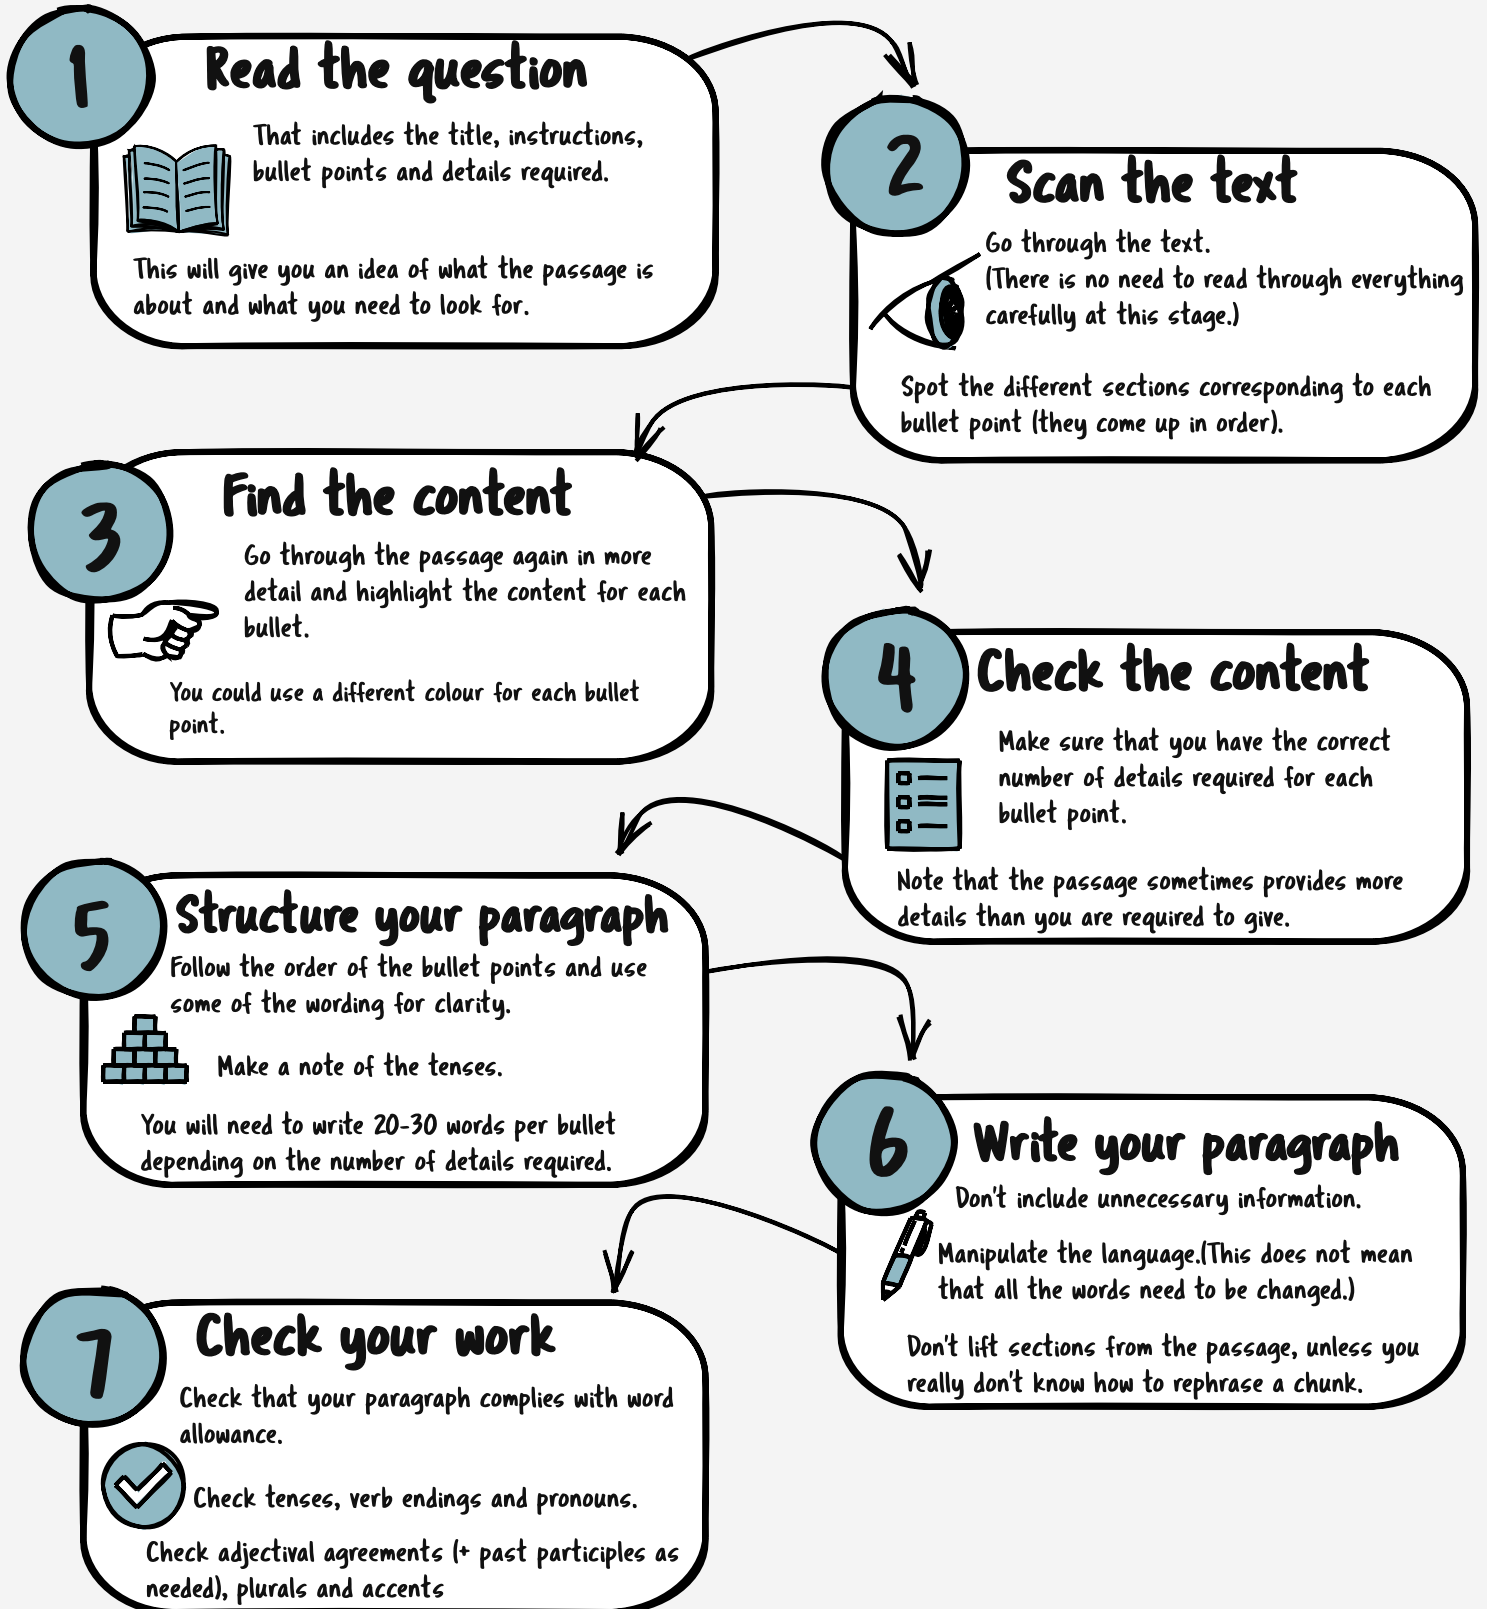 1
Read the question
That includes the title, instructions,
bullet points and details required.
This will give you an idea of what the passage is
about and what you need to look for.
2
Scan the text
Go through the text.
(There is no need to read through everything
carefully at this stage.)
Spot the different sections corresponding to each
bullet point (they come up in order).
3
Find the content
Go through the passage again in more
detail and highlight the content for each
bullet.
You could use a different colour for each bullet
point.
4
Check the content
Make sure that you have the correct
number of details required for each
bullet point.
Note that the passage sometimes provides more
details than you are required to give.
5
Structure your paragraph
Follow the order of the bullet points and use
some of the wording for clarity.
Make a note of the tenses.
You will need to write 20-30 words per bullet
depending on the number of details required.
6
Write your paragraph
Don't include unnecessary information.
Manipulate the language.(This does not mean
that all the words need to be changed.)
Don't lift sections from the passage, unless you
really don't know how to rephrase a chunk.
7
Check your work
Check that your paragraph complies with word
allowance.
Check tenses, verb endings and pronouns.
Check adjectival agreements (+ past participles as
needed), plurals and accents